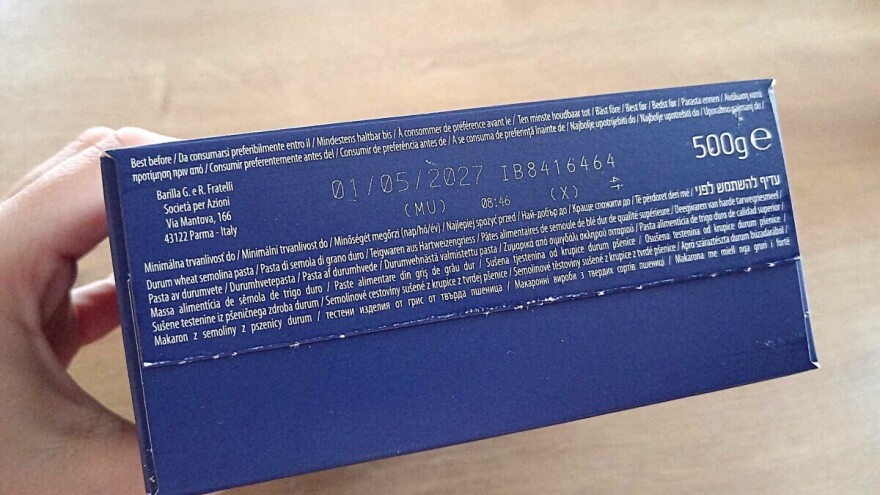 Best before / Da consumarsi preferibilmente entro il / Mindestens haltbar bis / À consommer de préférence avant le / Ten minste houdbaar tot / Bäst före / Best før / Bedst før / Parasta ennen / Ανάλωση κατά
προτίμηση πριν από / Consumir preferentemente antes del / Consumir de preferência antes de / A se consuma de preferinţă înainte de / Najbolje upotrijebiti do / Najbolje upotrebiti do / Uporabno najmanj do /
Barilla G. e R. Fratelli
Società per Azioni
Via Mantova, 166
43122 Parma - Italy
01/05/2027 IB8416464
(MU) 08:46 (X)
500g e
עדיף להשתמש לפני /
Minimálna trvanlivosť do / Minimální trvanlivost do / Minőségét megőrzi (nap/hó/év) / Najlepiej spożyć przed / Най-добър до / Краще спожити до / Të përdoret deri më /
Durum wheat semolina pasta / Pasta di semola di grano duro / Teigwaren aus Hartweizengries / Pâtes alimentaires de semoule de blé dur de qualité supérieure / Deegwaren van harde tarwegriesmeel /
Pasta av durumvete / Durumhvetepasta / Pasta af durumhvede / Durumvehnästä valmistettu pasta / Ζυμαρικά από σιμιγδάλι σκληρού σιταριού / Pasta alimenticia de trigo duro de calidad superior /
Massa alimentícia de sêmola de trigo duro / Paste alimentare din griş de grâu dur / Sušena tjestenina od krupice durum pšenice / Osušena testenina od krupice durum pšenice /
Sušene testenine iz pšeničnega zdroba durum / Semolinové cestoviny sušené z krupice z tvrdej pšenice / Semolinové těstoviny sušené z krupice z tvrdé pšenice / Apró száraztészta durum búzadarából /
Makaron z semoliny z pszenicy durum / тестени изделия от грис от твърда пшеница / Макаронні вироби з твердих сортів пшениці / Makarona me miell nga gruri i fortë